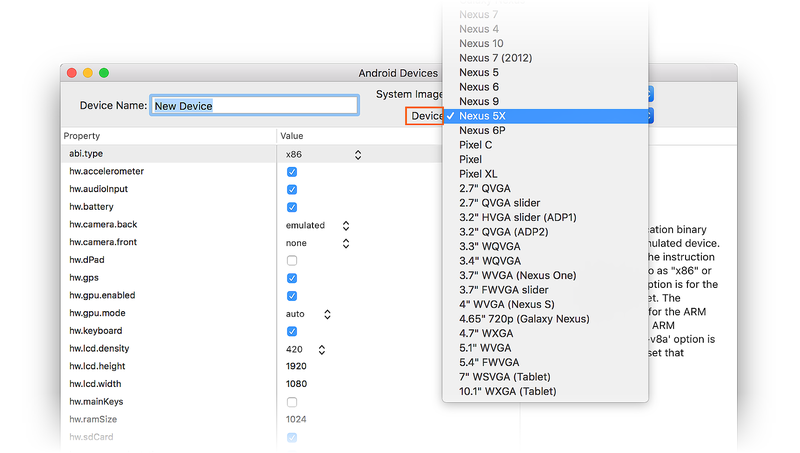 Android Devices
Device Name: New Device
System Image
Device
Property Value
abi.type x86
hw.accelerometer
hw.audioInput
hw.battery
hw.camera.back emulated
hw.camera.front none
hw.dPad
hw.gps
hw.gpu.enabled
hw.gpu.mode auto
hw.keyboard
hw.lcd.density 420
hw.lcd.height 1920
hw.lcd.width 1080
hw.mainKeys
hw.ramSize 1024
hw.sdCard
Nexus 7
Nexus 4
Nexus 10
Nexus 7 (2012)
Nexus 5
Nexus 6
Nexus 9
✓ Nexus 5X
Nexus 6P
Pixel C
Pixel
Pixel XL
2.7" QVGA
2.7" QVGA slider
3.2" HVGA slider (ADP1)
3.2" QVGA (ADP2)
3.3" WQVGA
3.4" WQVGA
3.7" WVGA (Nexus One)
3.7" FWVGA slider
4" WVGA (Nexus S)
4.65" 720p (Galaxy Nexus)
4.7" WXGA
5.1" WVGA
5.4" FWVGA
7" WSVGA (Tablet)
10.1" WXGA (Tablet)
cation binary
nulated device.
he instruction
o as "x86" or
ption is for the
et. The
for the ARM
ARM
-v8a' option is
set that